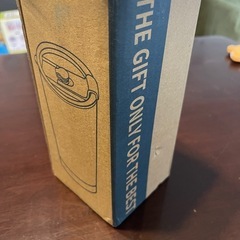 THE GIFT ONLY FOR THE BEST